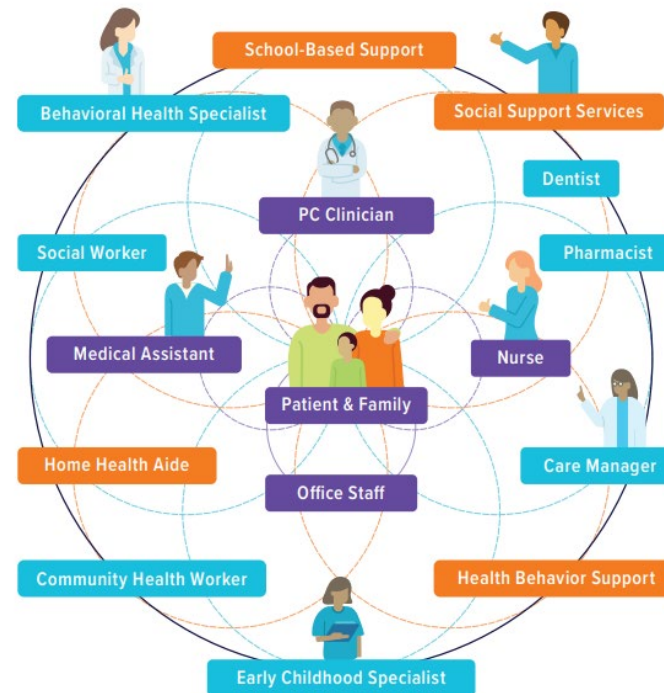 School-Based Support
Behavioral Health Specialist
Social Support Services
Dentist
PC Clinician
Social Worker
Pharmacist
Medical Assistant
Nurse
Patient & Family
Home Health Aide
Care Manager
Office Staff
Community Health Worker
Health Behavior Support
Early Childhood Specialist